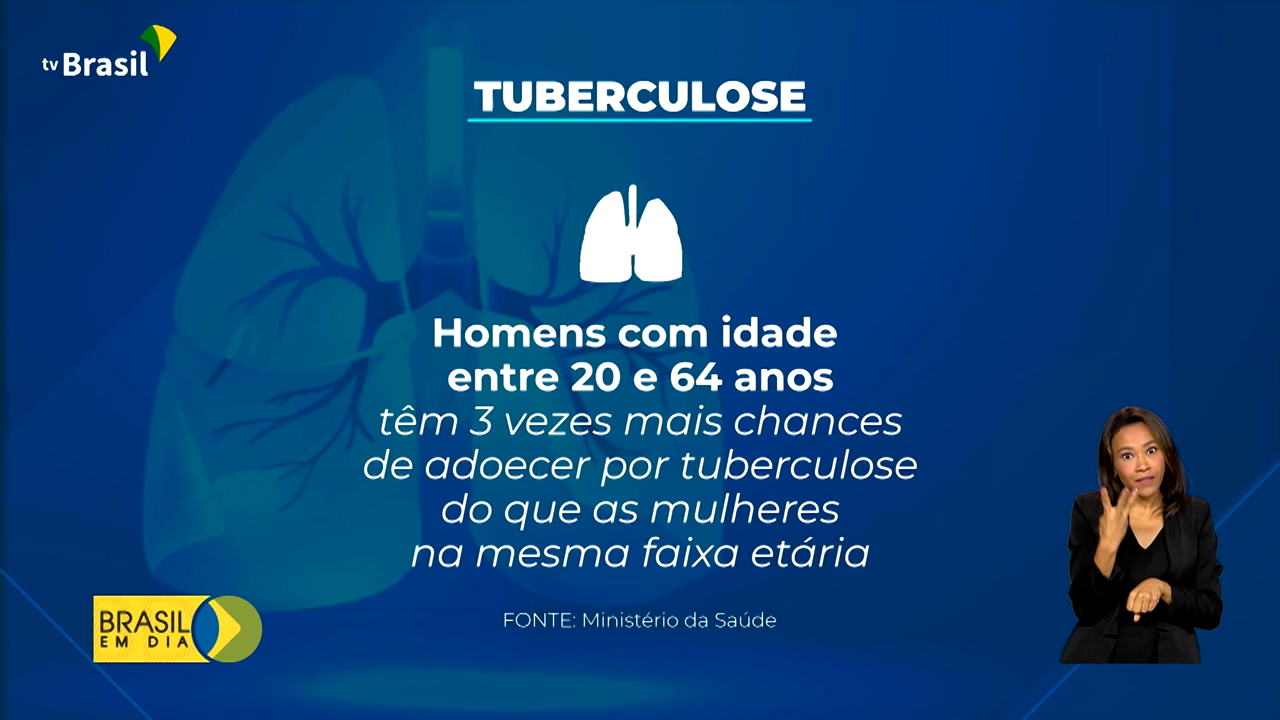 tv Brasil
TUBERCULOSE
Homens com idade
entre 20 e 64 anos
têm 3 vezes mais chances
de adoecer por tuberculose
do que as mulheres
na mesma faixa etária
FONTE: Ministério da Saúde
BRASIL
EM DIA